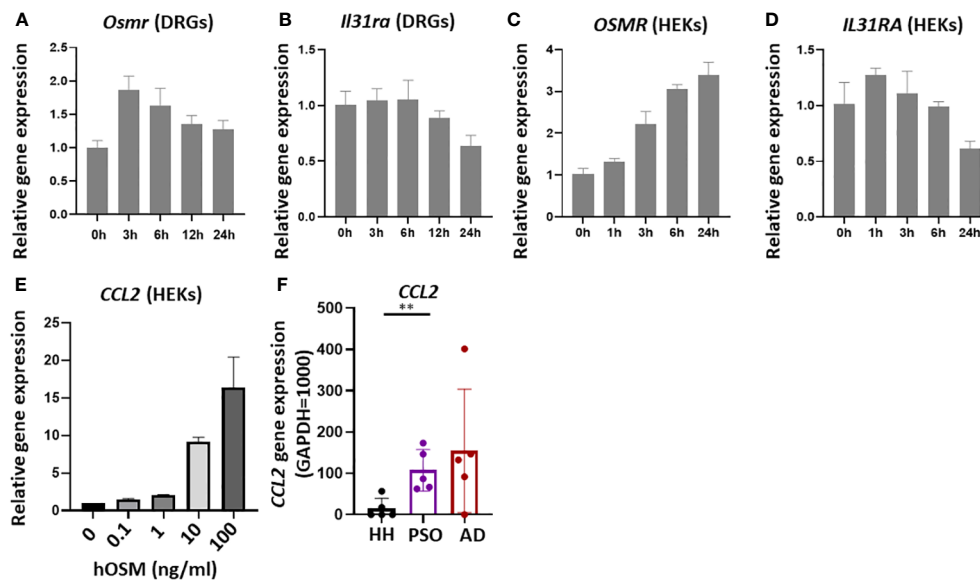 A
Osmr (DRGs)
Relative gene expression
2.5
2.0
1.5
1.0
0.5
0.0
0h 3h 6h 12h 24h
B
Il31ra (DRGs)
Relative gene expression
1.5
1.0
0.5
0.0
0h 3h 6h 12h 24h
C
OSMR (HEKs)
Relative gene expression
4
3
2
1
0
0h 1h 3h 6h 24h
D
IL31RA (HEKs)
Relative gene expression
1.5
1.0
0.5
0.0
0h 1h 3h 6h 24h
E
CCL2 (HEKs)
Relative gene expression
25
20
15
10
5
0
0 0.1 1 10 100
hOSM (ng/ml)
F
CCL2
**
CCL2 gene expression
(GAPDH=1000)
500
400
300
200
100
0
HH PSO AD